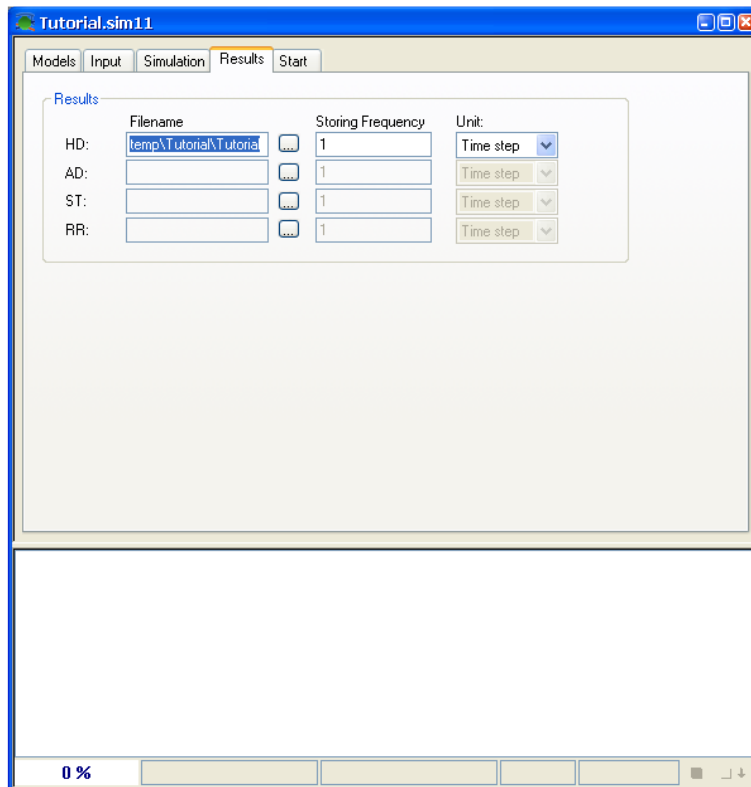 Tutorial.sim11
Models Input Simulation Results Start
Results
Filename Storing Frequency Unit:
HD: temp\Tutorial\Tutorial ... 1 Time step
AD: ... 1 Time step
ST: ... 1 Time step
RR: ... 1 Time step
0 %